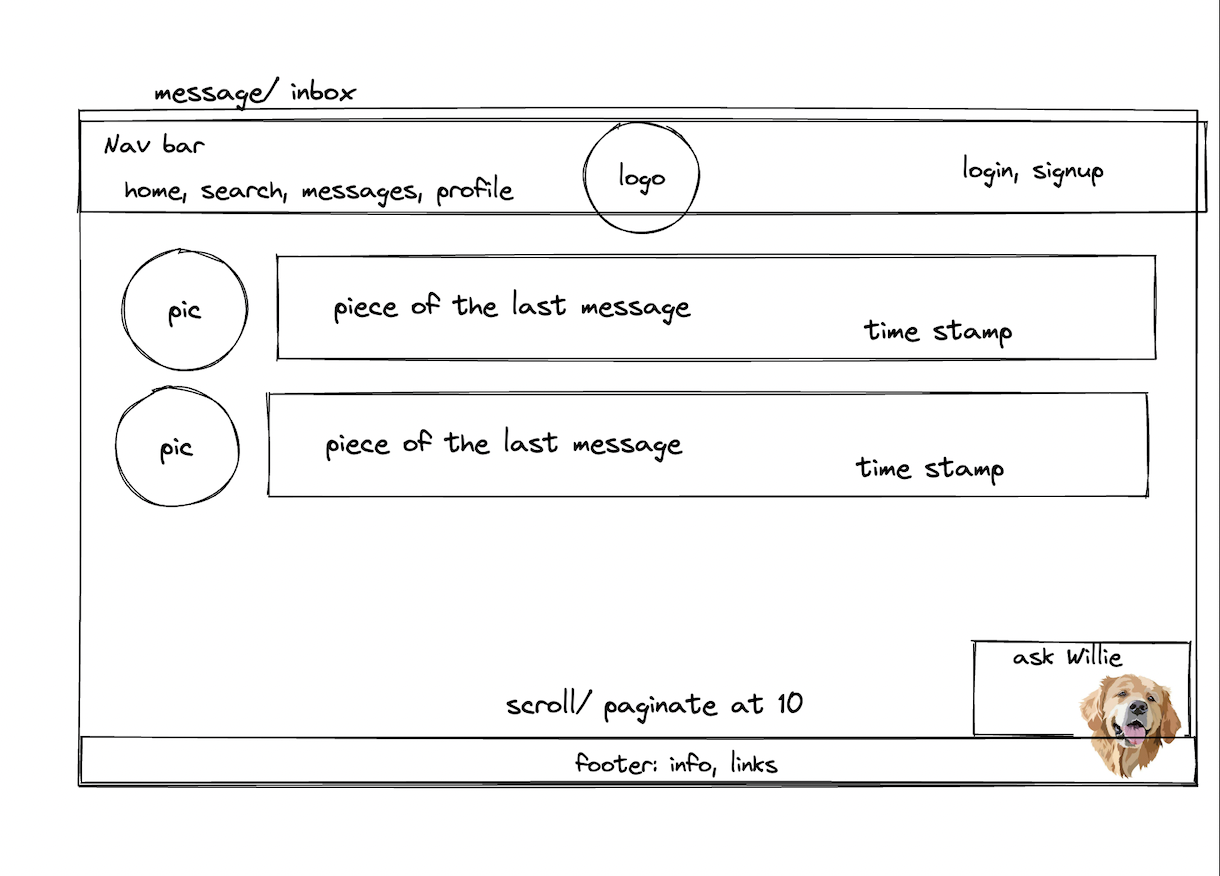 message/ inbox
Nav bar
home, search, messages, profile
logo
login, signup
pic
piece of the last message
time stamp
pic
piece of the last message
time stamp
ask Willie
scroll/ paginate at 10
footer: info, links